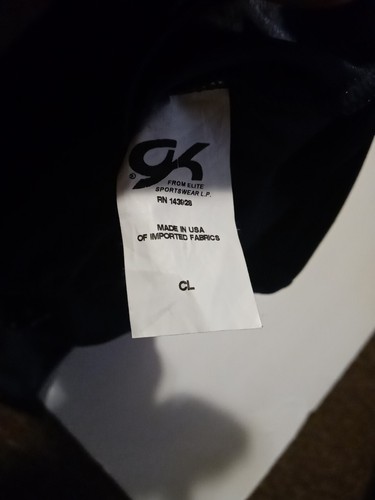 GK
©
FROM ELITE
SPORTSWEAR L.P.
RN 143028
MADE IN USA
OF IMPORTED FABRICS
CL